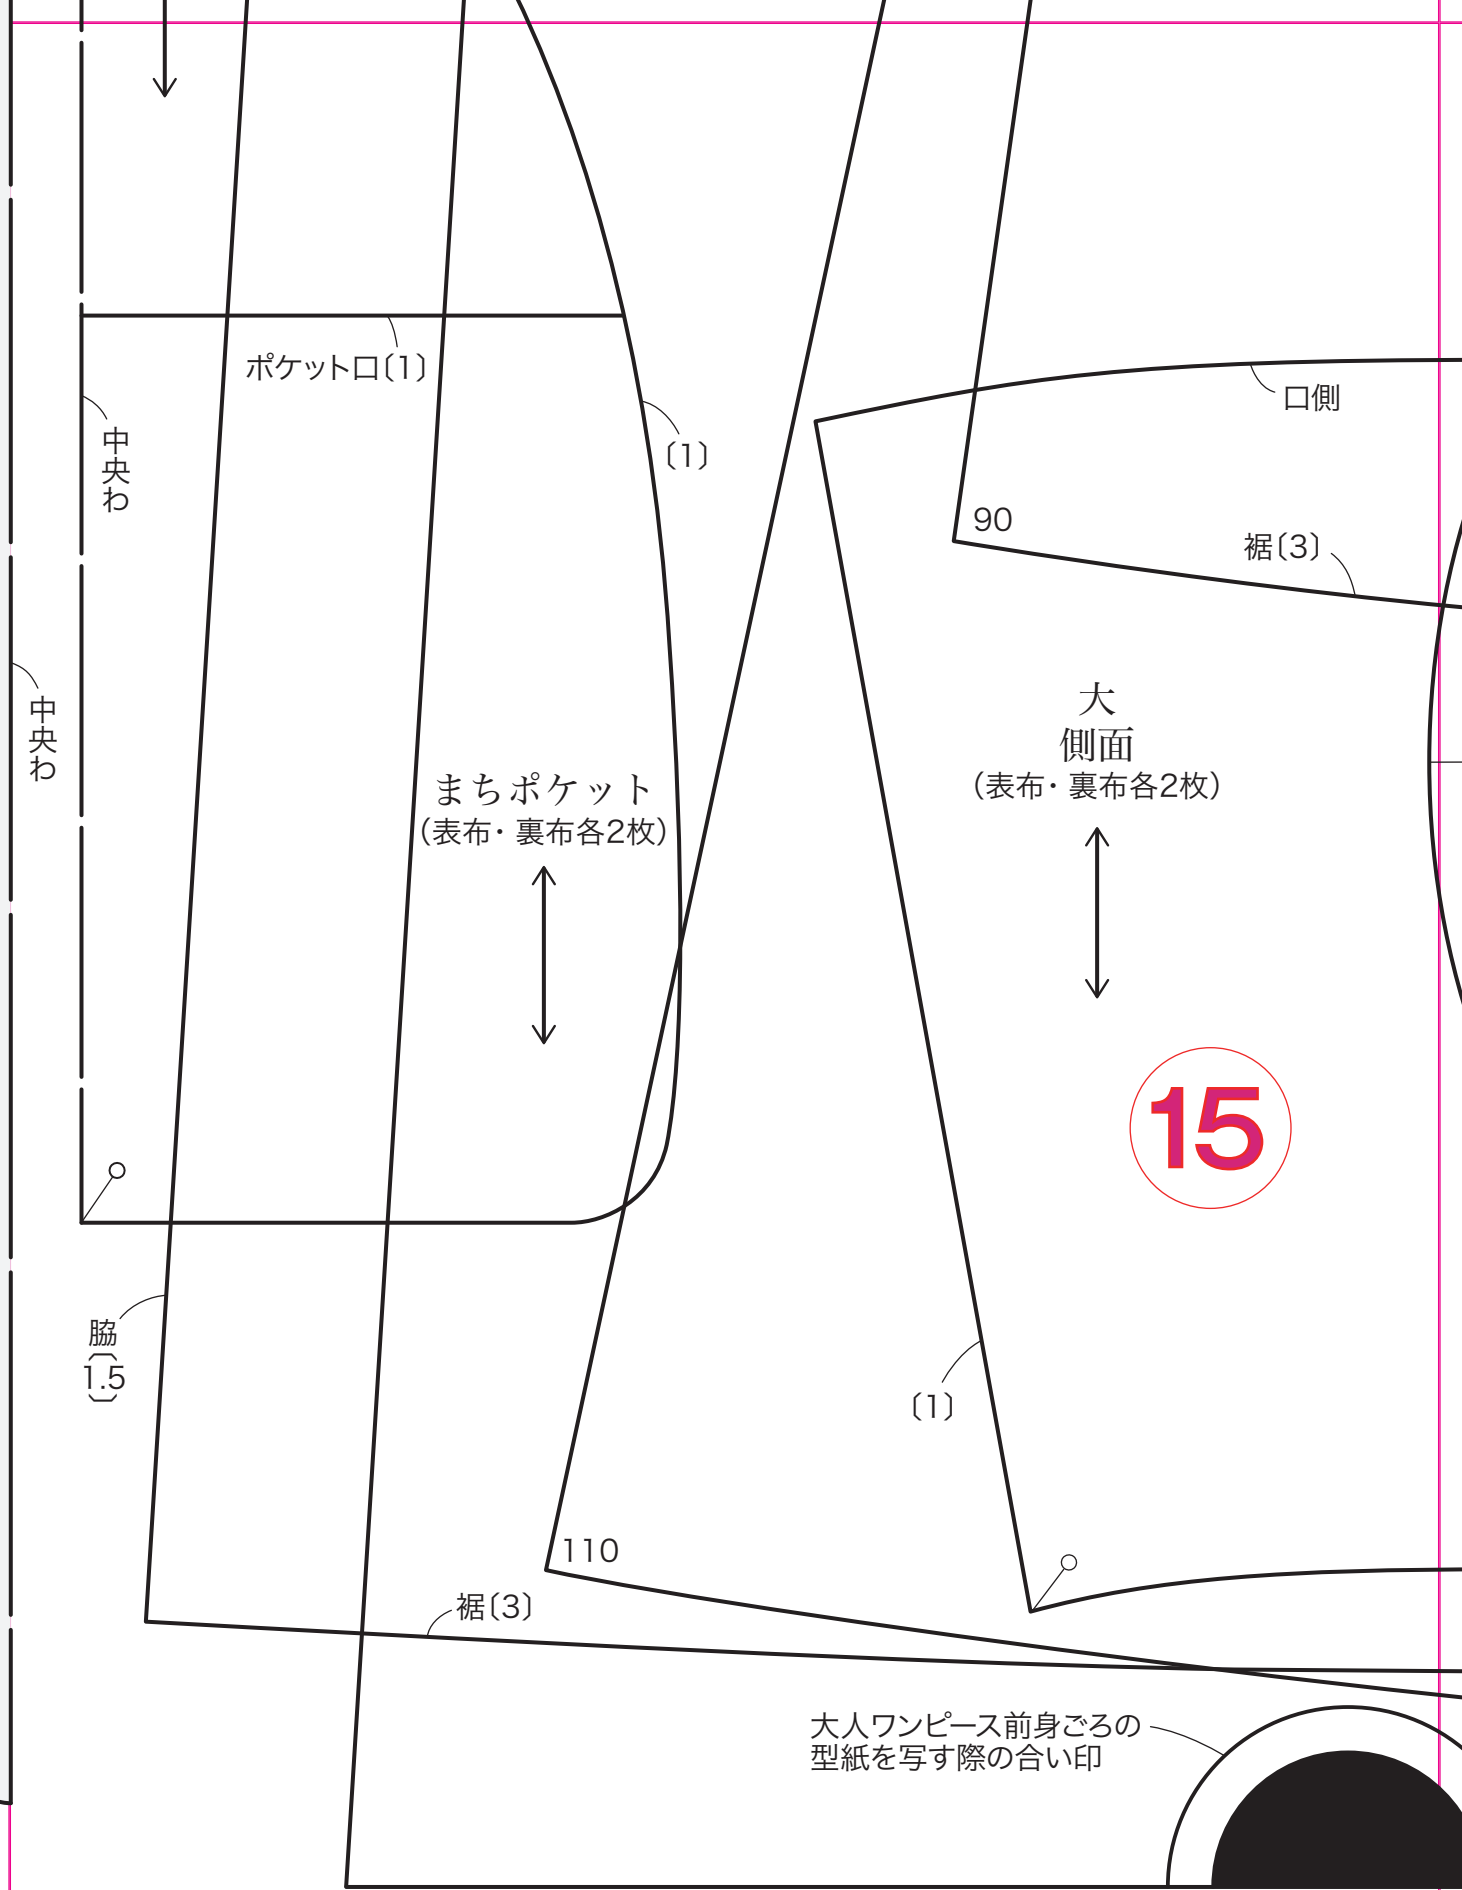 ポケット口〔1〕
口側
中央わ
〔1〕
90
裾〔3〕
中央わ
大
側面
(表布・裏布各2枚)
まちポケット
(表布・裏布各2枚)
15
脇〔1.5〕
〔1〕
110
裾〔3〕
大人ワンピース前身ごろの
型紙を写す際の合い印